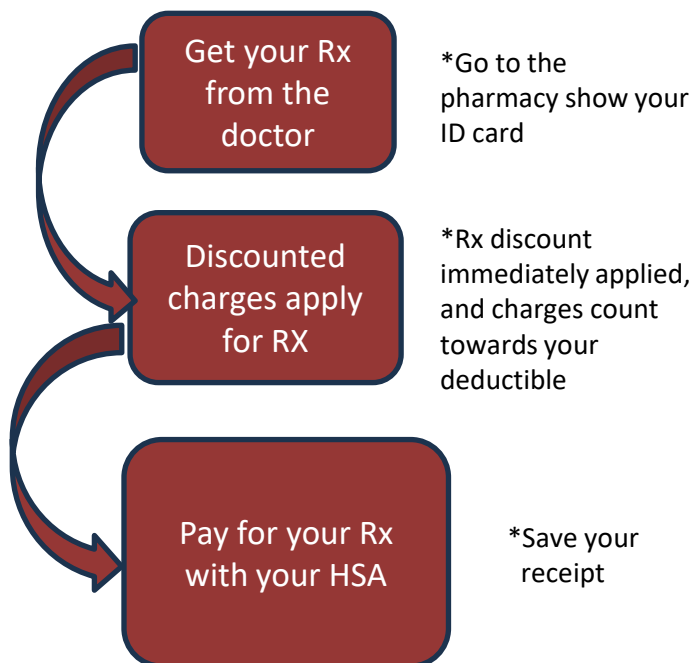 Get your Rx
from the
doctor
*Go to the
pharmacy show your
ID card
Discounted
charges apply
for RX
*Rx discount
immediately applied,
and charges count
towards your
deductible
Pay for your Rx
with your HSA
*Save your
receipt